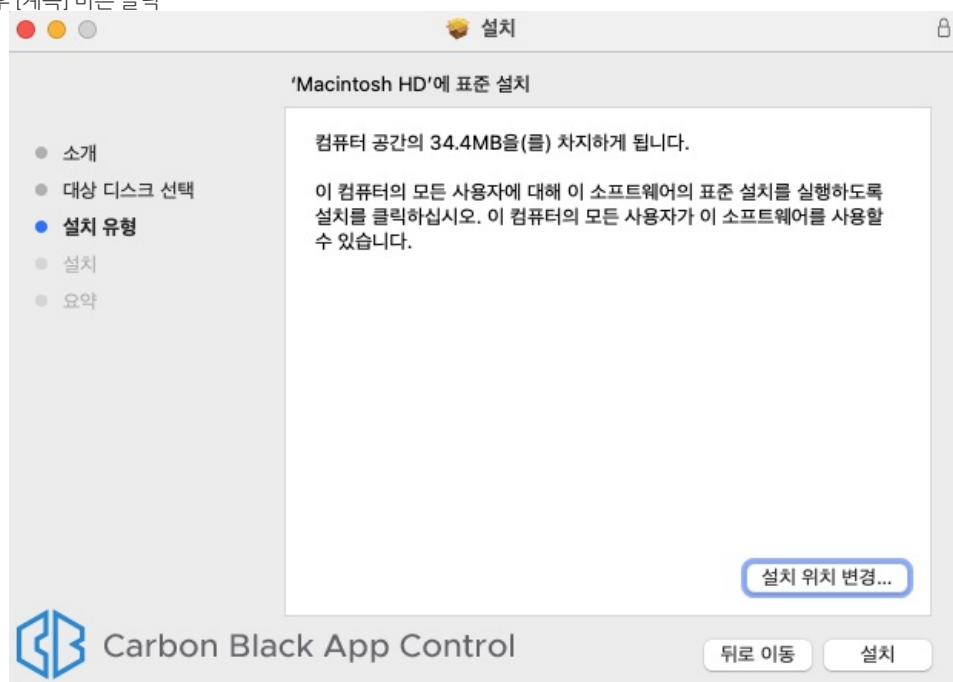 [계속] 버튼 클릭
설치
'Macintosh HD'에 표준 설치
소개
대상 디스크 선택
설치 유형
설치
요약
컴퓨터 공간의 34.4MB을(를) 차지하게 됩니다.
이 컴퓨터의 모든 사용자에 대해 이 소프트웨어의 표준 설치를 실행하도록
설치를 클릭하십시오. 이 컴퓨터의 모든 사용자가 이 소프트웨어를 사용할
수 있습니다.
설치 위치 변경...
Carbon Black App Control
뒤로 이동
설치